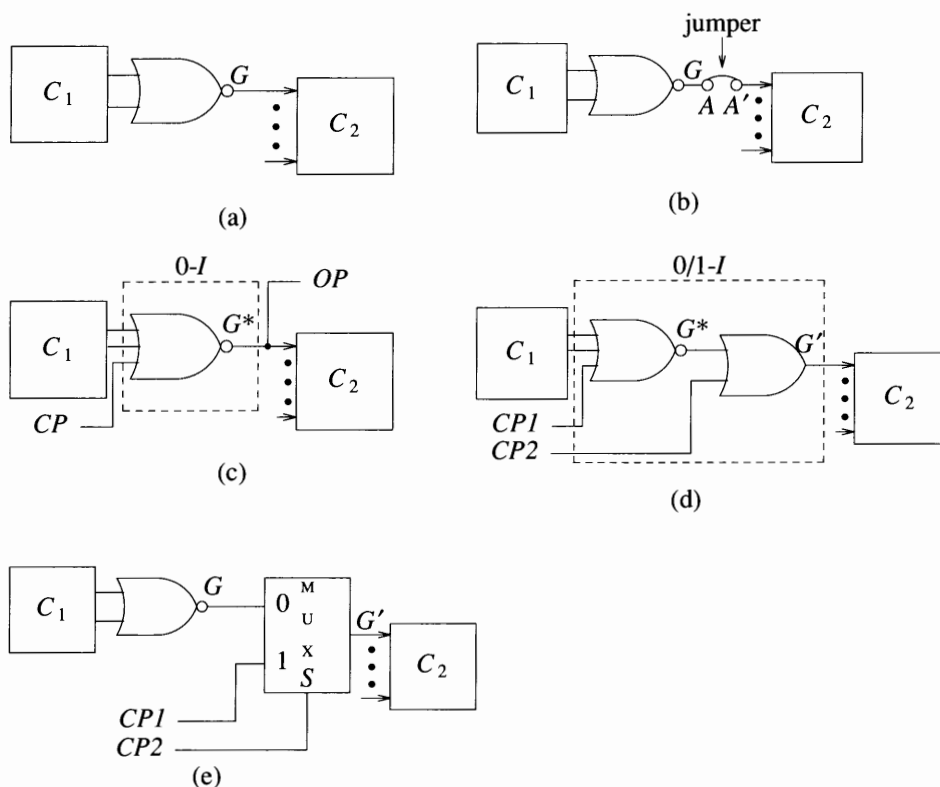 C1
G
C2
(a)
jumper
C1
G
A
A'
C2
(b)
0-I
OP
C1
G*
C2
CP
(c)
0/1-I
C1
G*
G'
C2
CP1
CP2
(d)
C1
G
0
M
U
X
1
S
G'
C2
CP1
CP2
(e)